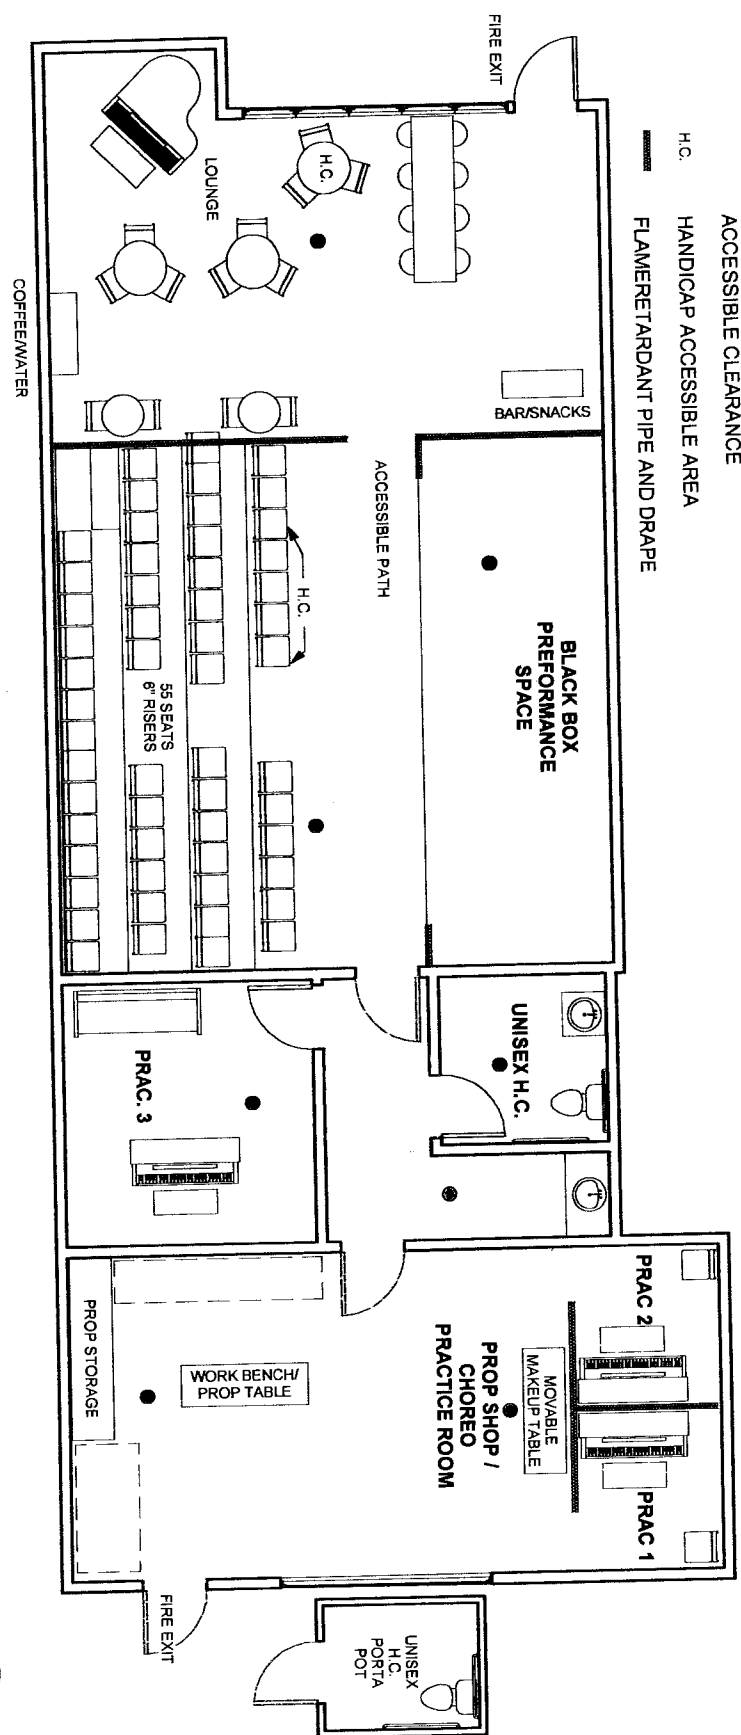 ACCESSIBLE CLEARANCE
H.C.
HANDICAP ACCESSIBLE AREA
FLAMERETARDANT PIPE AND DRAPE
FIRE EXIT
H.C.
LOUNGE
COFFEE/WATER
BAR/SNACKS
ACCESSIBLE PATH
BLACK BOX
PREFORMANCE
SPACE
H.C.
55 SEATS
6" RISERS
UNISEX H.C.
PRAC. 3
PROP STORAGE
WORK BENCH/
PROP TABLE
PROP SHOP /
CHOREO
PRACTICE ROOM
MOVABLE
MAKEUP TABLE
PRAC 2
PRAC 1
FIRE EXIT
UNISEX
H.C.
PORTA
POT